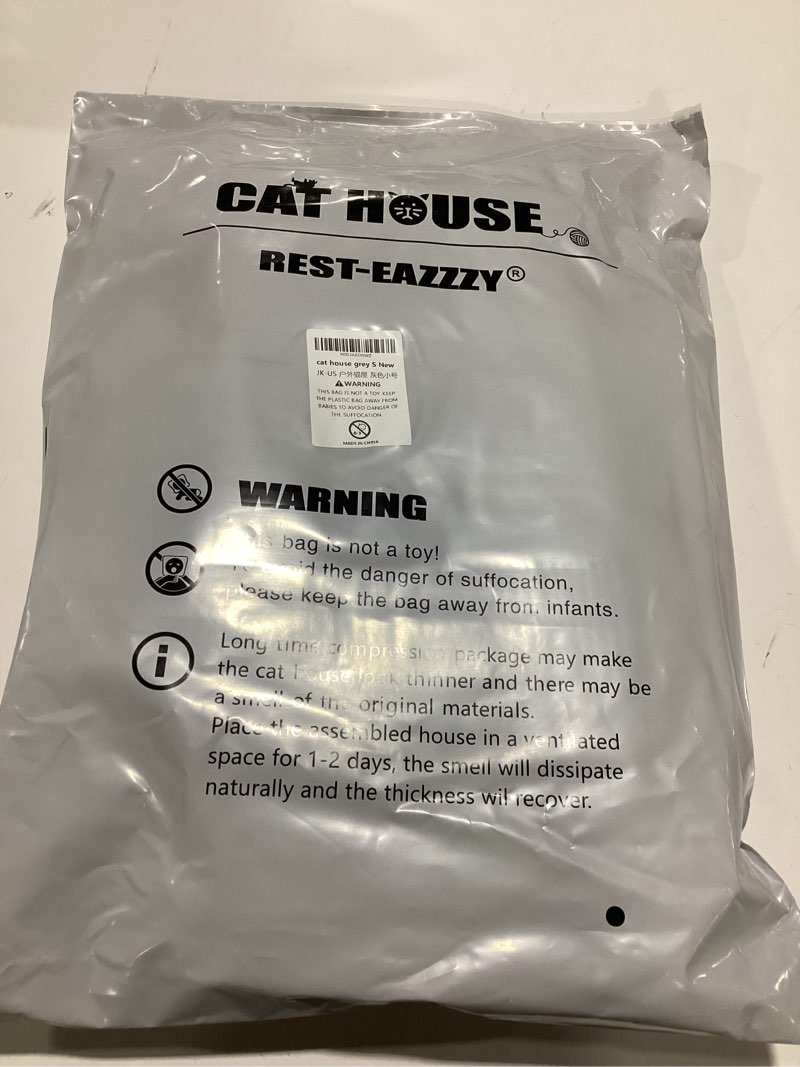 CAT HOUSE
REST-EAZZZY®
cat house grey S New
JK-US 户外猫屋 灰色小号
WARNING
THIS BAG IS NOT A TOY KEEP
THE PLASTIC BAG AWAY FROM
BABIES TO AVOID DANGER OF
THE SUFFOCATION.
MADE IN CHINA
WARNING
This bag is not a toy!
To avoid the danger of suffocation,
please keep the bag away from infants.
Long time compression package may make
the cat house look thinner and there may be
a smell of the original materials.
Place the assembled house in a ventilated
space for 1-2 days, the smell will dissipate
naturally and the thickness will recover.